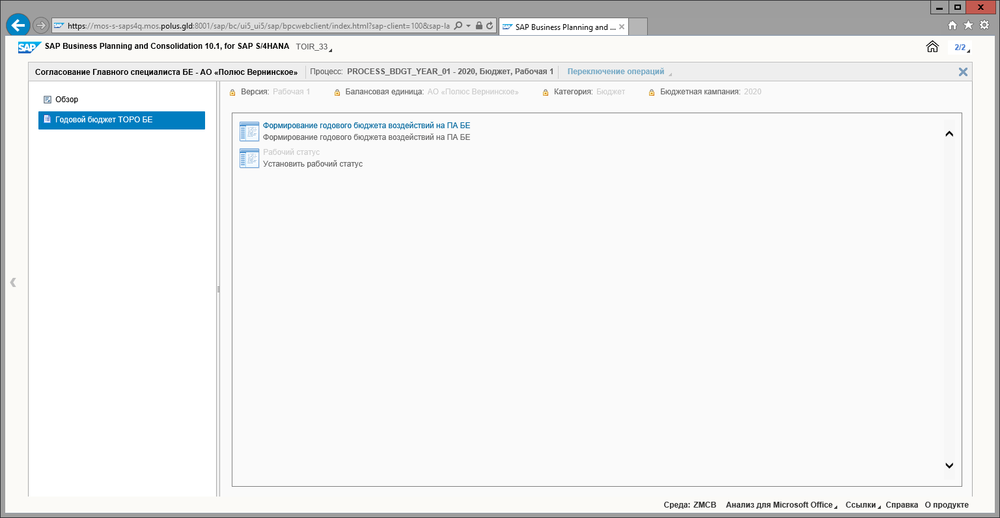 https://mos-s-saps4q.mos.polus.gld:8001/sap/bc/ui5_ui5/sap/bpcwebclient/index.html?sap-client=100&sap-la
SAP Business Planning and ...
SAP SAP Business Planning and Consolidation 10.1, for SAP S/4HANA TOIR_33
2/2
Согласование Главного специалиста БЕ - АО «Полюс Вернинское» Процесс: PROCESS_BDGT_YEAR_01 - 2020, Бюджет, Рабочая 1 Переключение операций
Версия: Рабочая 1 Балансовая единица: АО «Полюс Вернинское» Категория: Бюджет Бюджетная кампания: 2020
Обзор
Годовой бюджет ТОРО БЕ
Формирование годового бюджета воздействий на ПА БЕ
Формирование годового бюджета воздействий на ПА БЕ
Рабочий статус
Установить рабочий статус
Среда: ZMCB Анализ для Microsoft Office Ссылки Справка О продукте